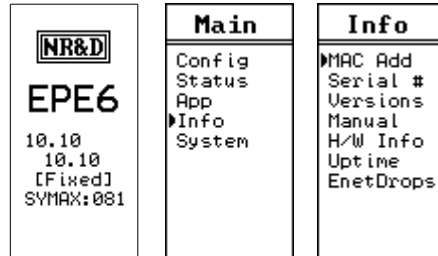 NR&D
EPE6
10.10
10.10
[Fixed]
SYMAX:081
Main
Config
Status
App
Info
System
Info
MAC Add
Serial #
Versions
Manual
H/W Info
Uptime
EnetDrops